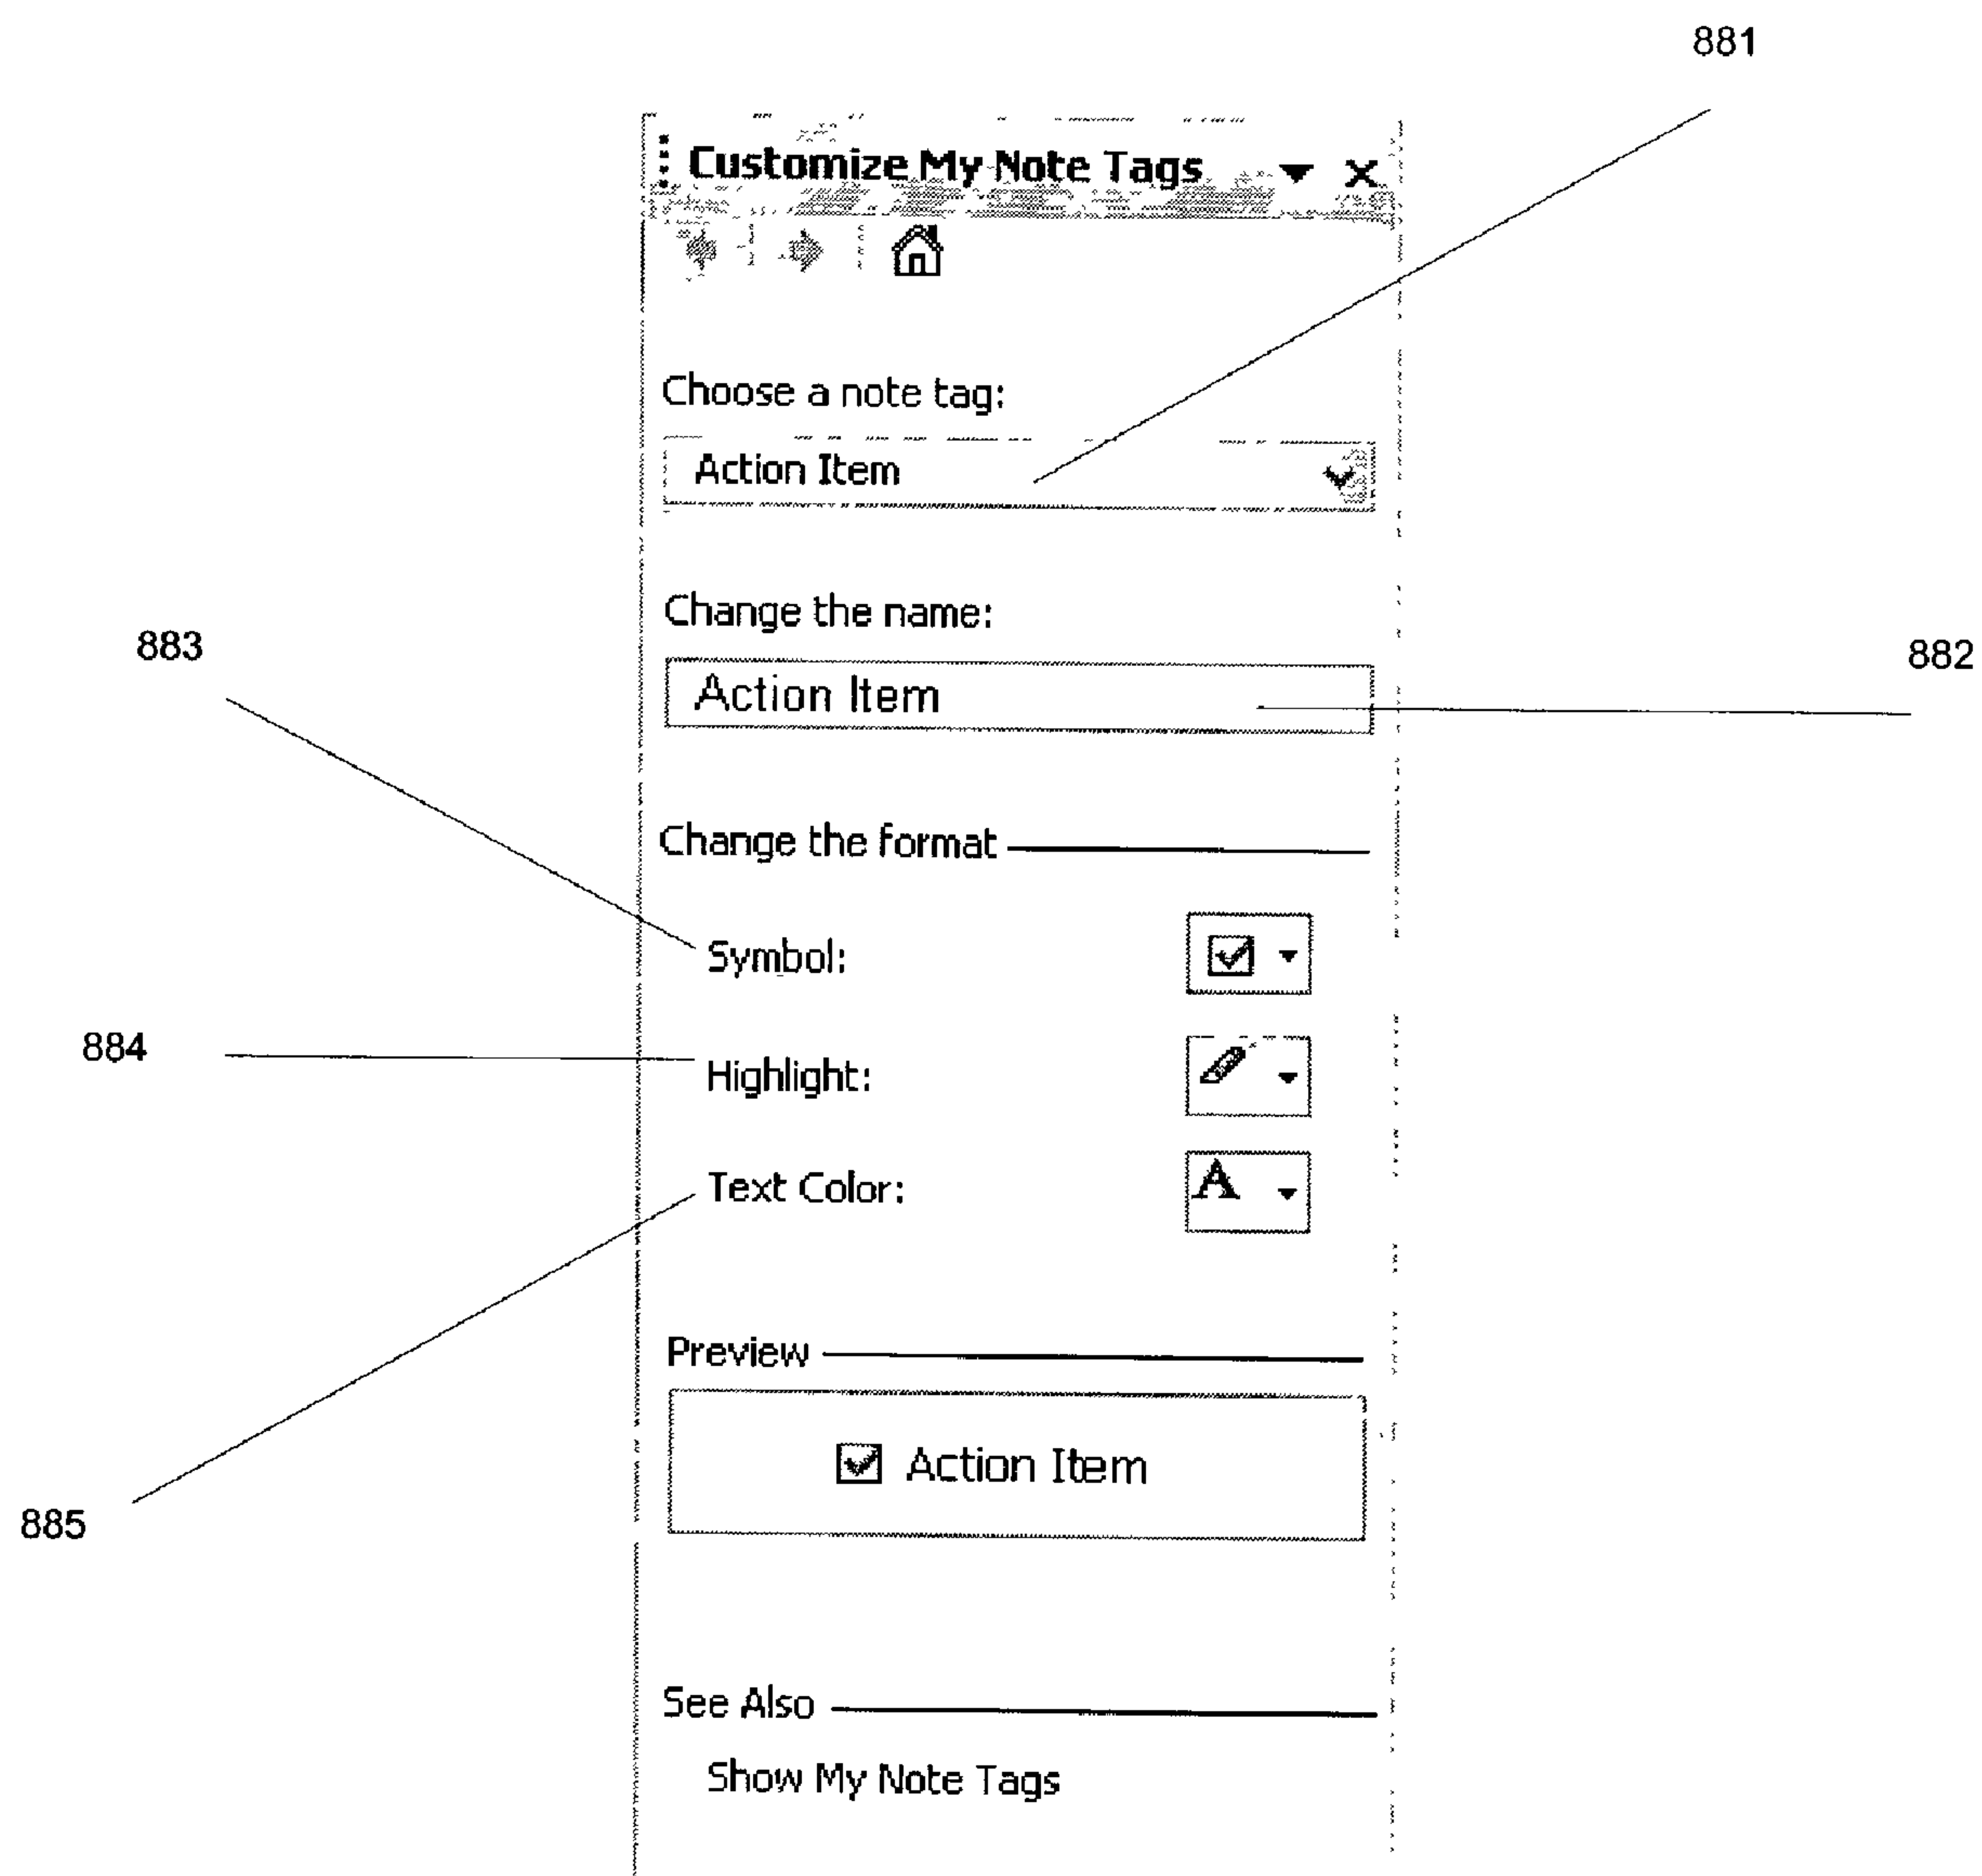 881
Customize My Note Tags
Choose a note tag:
Action Item
Change the name:
883
882
Action Item
Change the format
Symbol:
884
Highlight:
Text Color:
A
Preview
Action Item
885
See Also
Show My Note Tags